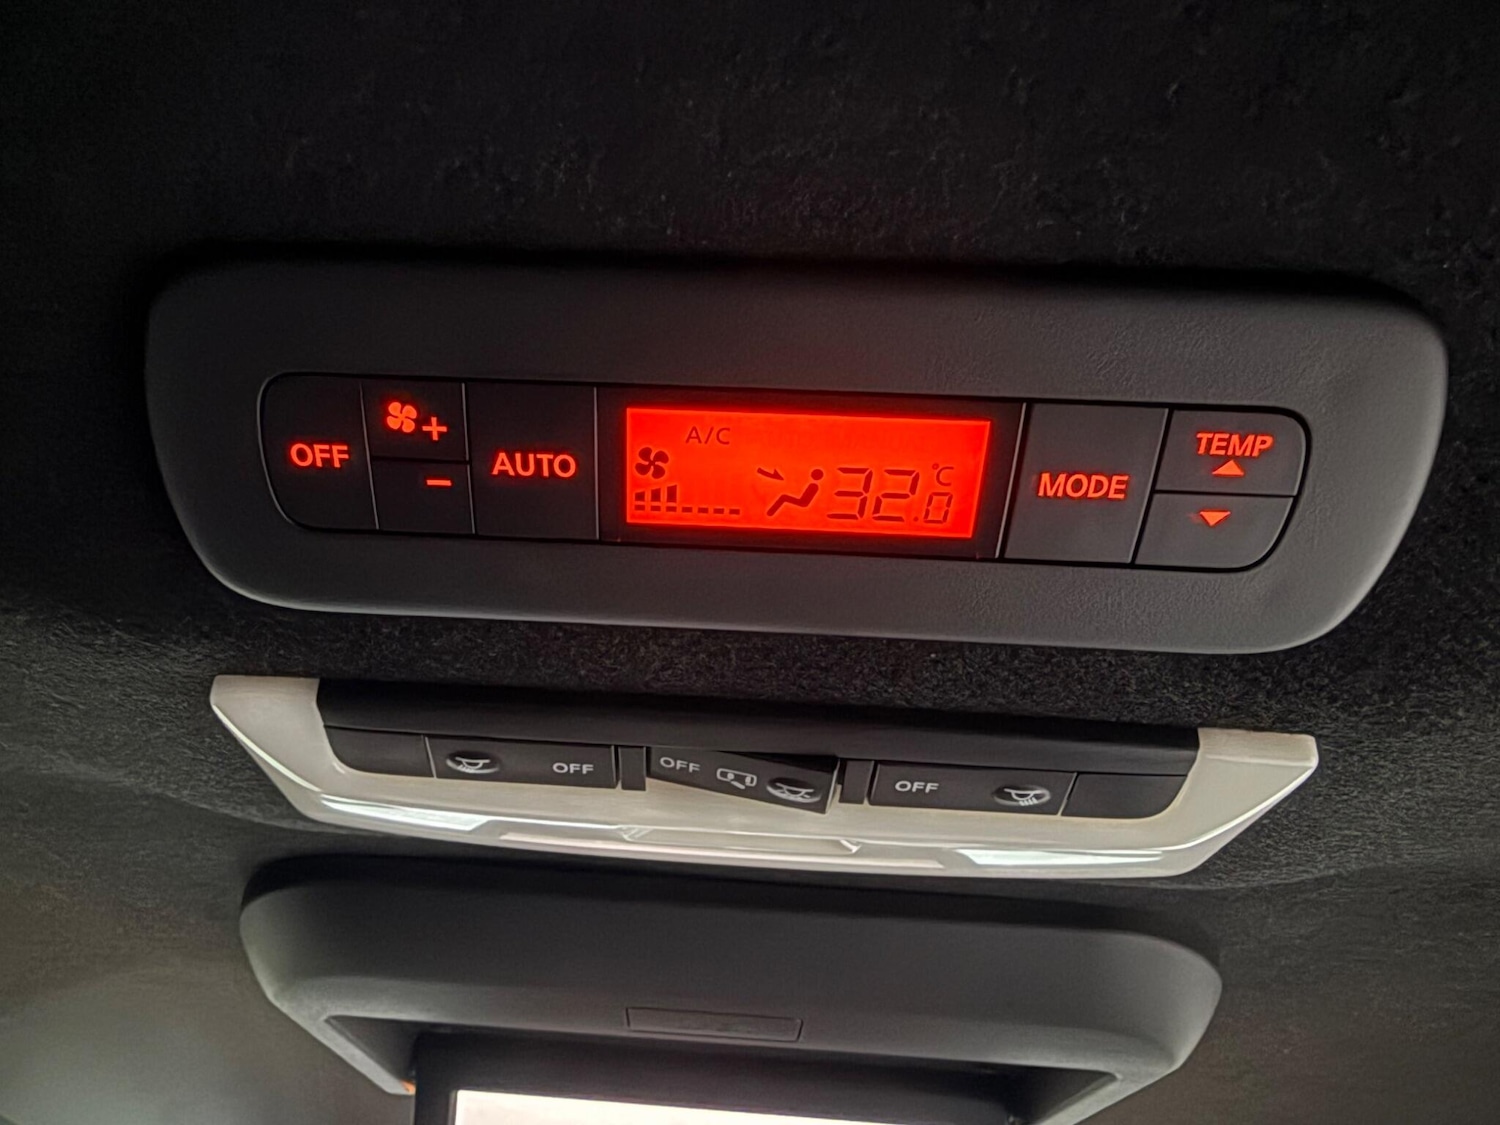 OFF
+
-
AUTO
A/C
32.0 °C
MODE
TEMP
OFF
OFF
OFF